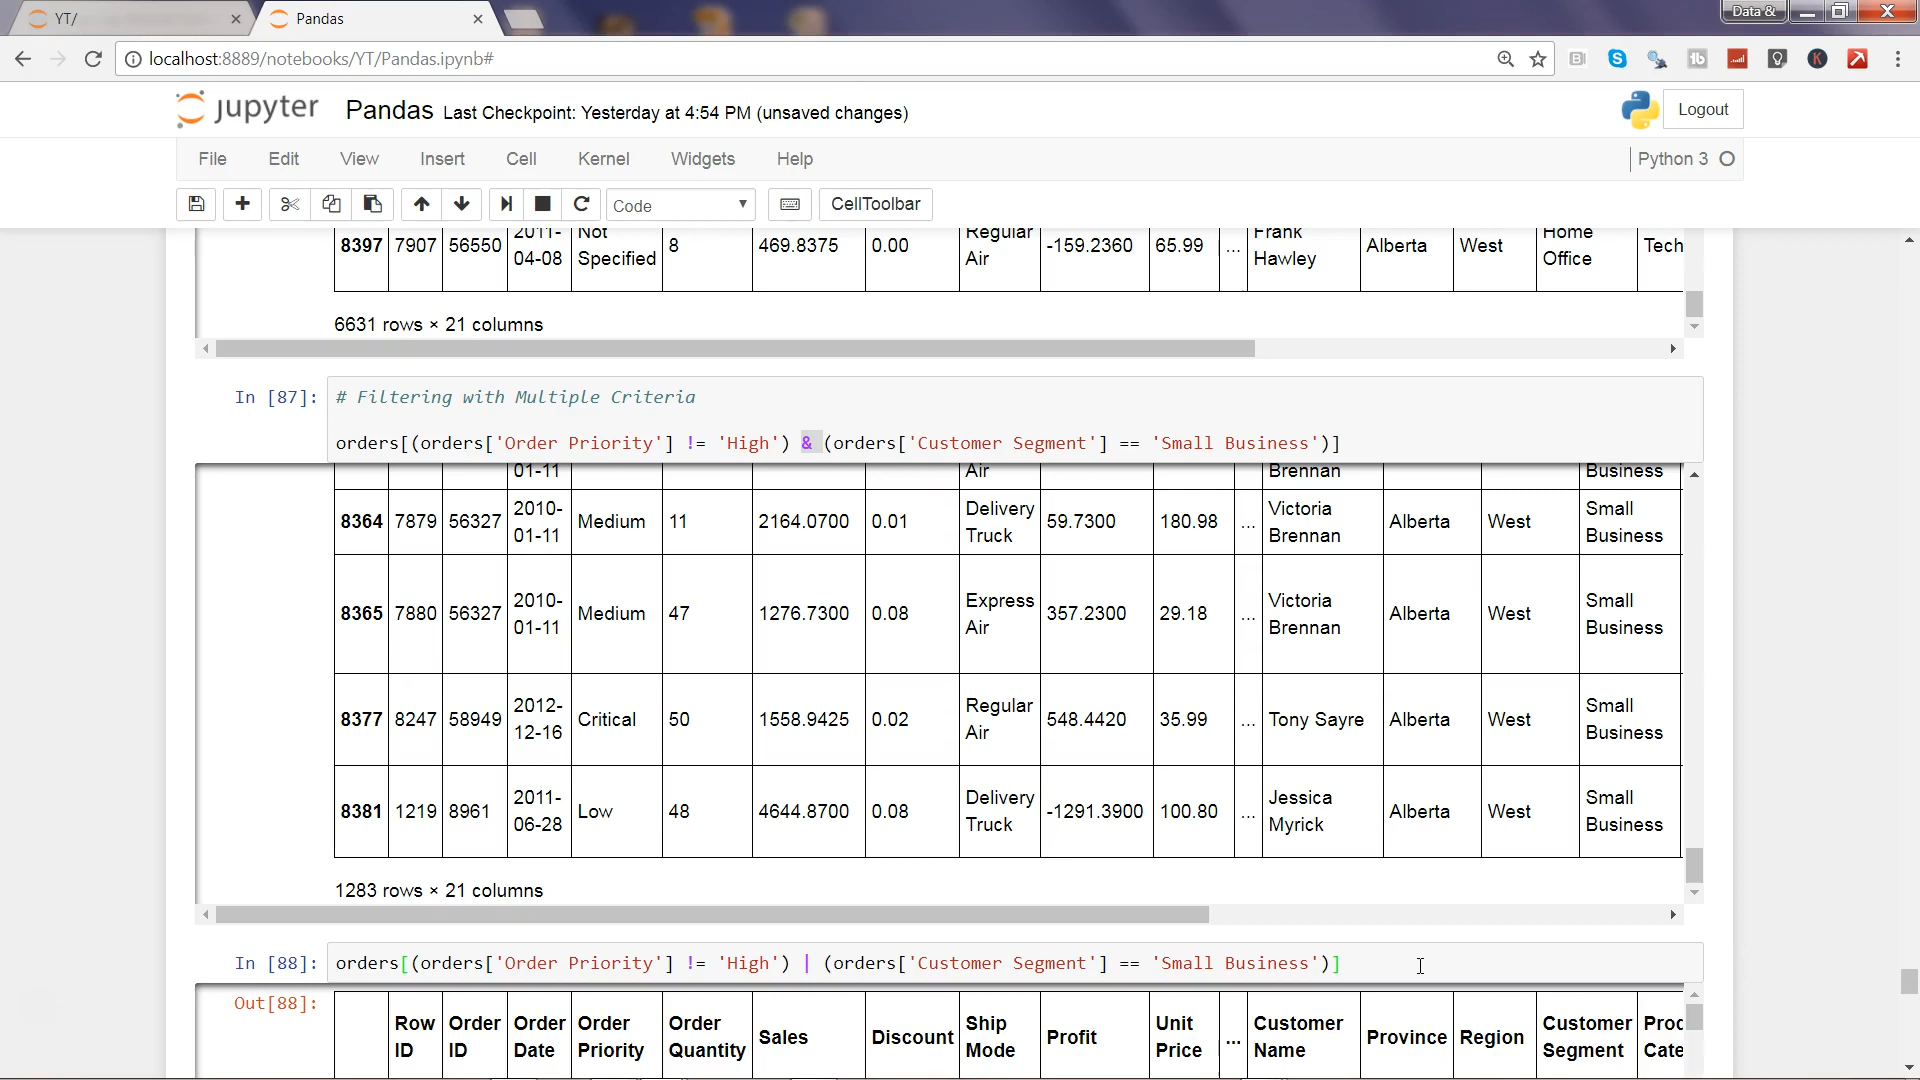 YT/
Pandas
Data &
localhost:8889/notebooks/YT/Pandas.ipynb#
jupyter Pandas Last Checkpoint: Yesterday at 4:54 PM (unsaved changes)
Logout
File Edit View Insert Cell Kernel Widgets Help
Python 3
Code CellToolbar
8397 7907 56550 2011-04-08 Not Specified 8 469.8375 0.00 Regular Air -159.2360 65.99 ... Frank Hawley Alberta West Home Office Tech
6631 rows × 21 columns
In [87]: # Filtering with Multiple Criteria
orders[(orders['Order Priority'] != 'High') & (orders['Customer Segment'] == 'Small Business')]
01-11 Air Brennan Business
8364 7879 56327 2010-01-11 Medium 11 2164.0700 0.01 Delivery Truck 59.7300 180.98 ... Victoria Brennan Alberta West Small Business
8365 7880 56327 2010-01-11 Medium 47 1276.7300 0.08 Express Air 357.2300 29.18 ... Victoria Brennan Alberta West Small Business
8377 8247 58949 2012-12-16 Critical 50 1558.9425 0.02 Regular Air 548.4420 35.99 ... Tony Sayre Alberta West Small Business
8381 1219 8961 2011-06-28 Low 48 4644.8700 0.08 Delivery Truck -1291.3900 100.80 ... Jessica Myrick Alberta West Small Business
1283 rows × 21 columns
In [88]: orders[(orders['Order Priority'] != 'High') | (orders['Customer Segment'] == 'Small Business')]
Out[88]: Row ID Order ID Order Date Order Priority Order Quantity Sales Discount Ship Mode Profit Unit Price ... Customer Name Province Region Customer Segment Proc Cate